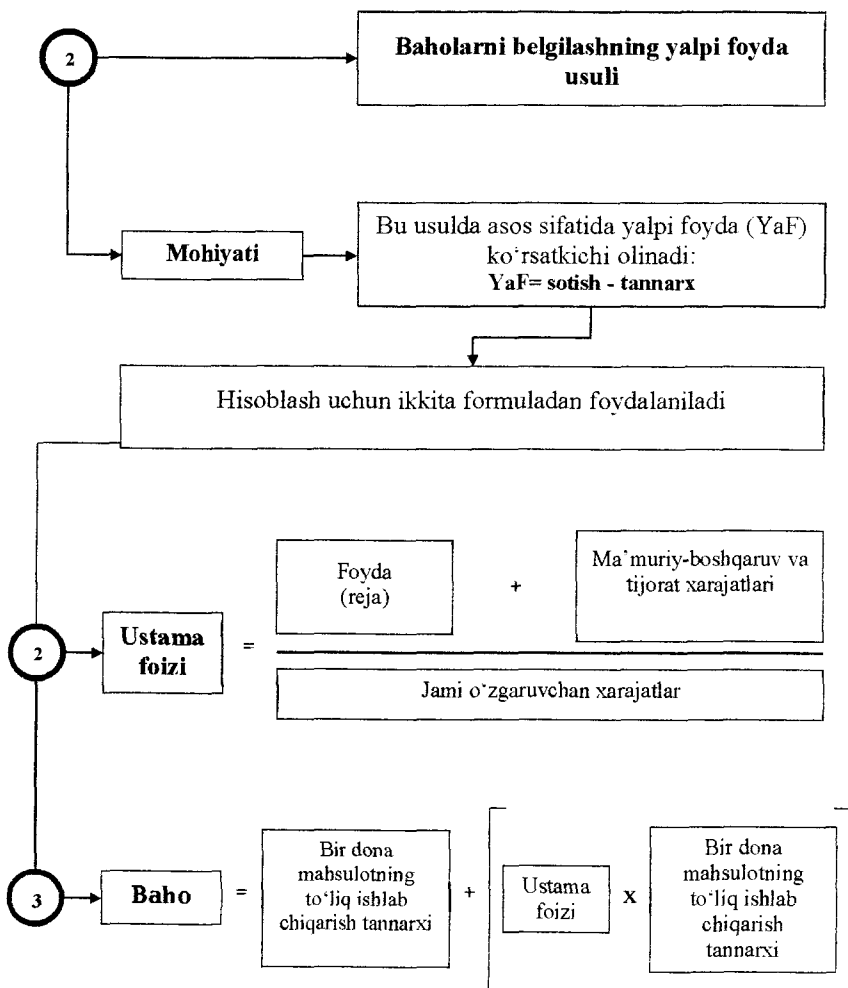 2
Baholarni belgilashning yalpi foyda
usuli
Mohiyati
Bu usulda asos sifatida yalpi foyda (YaF)
ko‘rsatkichi olinadi:
YaF= sotish - tannarx
Hisoblash uchun ikkita formuladan foydalaniladi
2
Ustama
foizi
=
Foyda
(reja)
+
Ma’muriy-boshqaruv va
tijorat xarajatlari
Jami o‘zgaruvchan xarajatlar
3
Baho
=
Bir dona
mahsulotning
to‘liq ishlab
chiqarish tannarxi
+
Ustama
foizi
X
Bir dona
mahsulotning
to‘liq ishlab
chiqarish
tannarxi